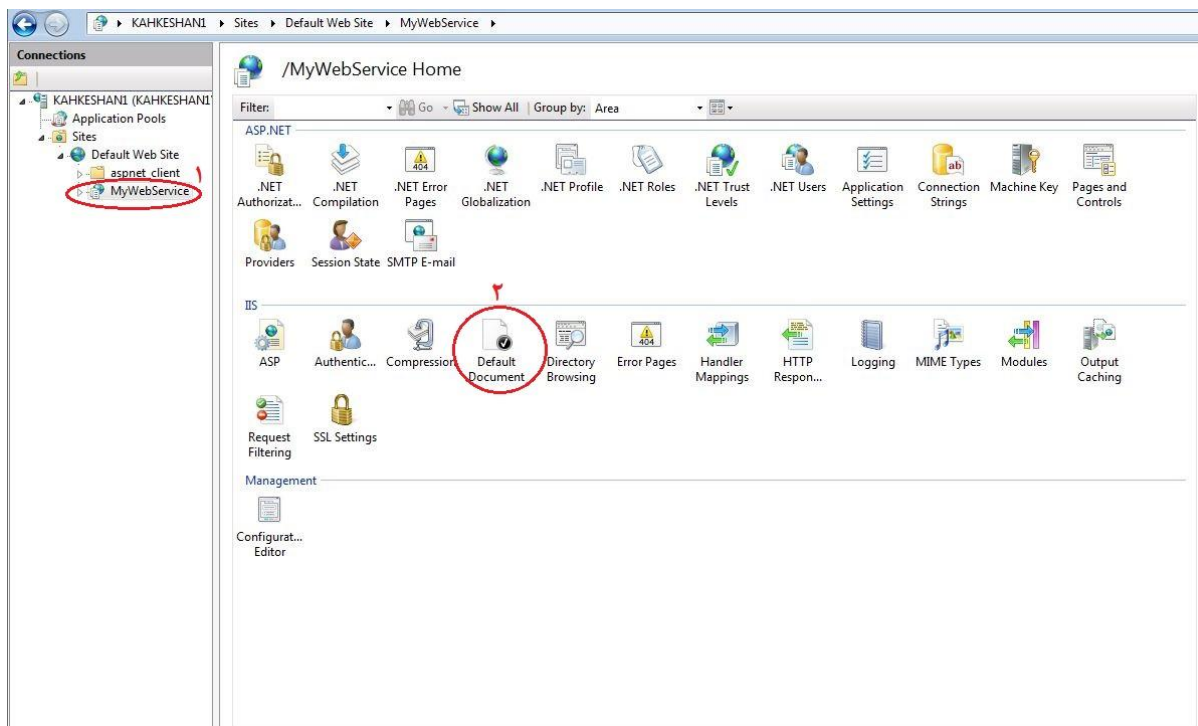 KAHKESHAN1 Sites Default Web Site MyWebService
Connections
KAHKESHAN1 (KAHKESHAN1
Application Pools
Sites
Default Web Site
aspnet_client
MyWebService
۱
/MyWebService Home
Filter: Go Show All Group by: Area
ASP.NET
.NET Authorizat...
.NET Compilation
.NET Error Pages
.NET Globalization
.NET Profile
.NET Roles
.NET Trust Levels
.NET Users
Application Settings
Connection Strings
Machine Key
Pages and Controls
Providers
Session State
SMTP E-mail
۲
IIS
ASP
Authentic...
Compression
Default Document
Directory Browsing
Error Pages
Handler Mappings
HTTP Respon...
Logging
MIME Types
Modules
Output Caching
Request Filtering
SSL Settings
Management
Configurat... Editor